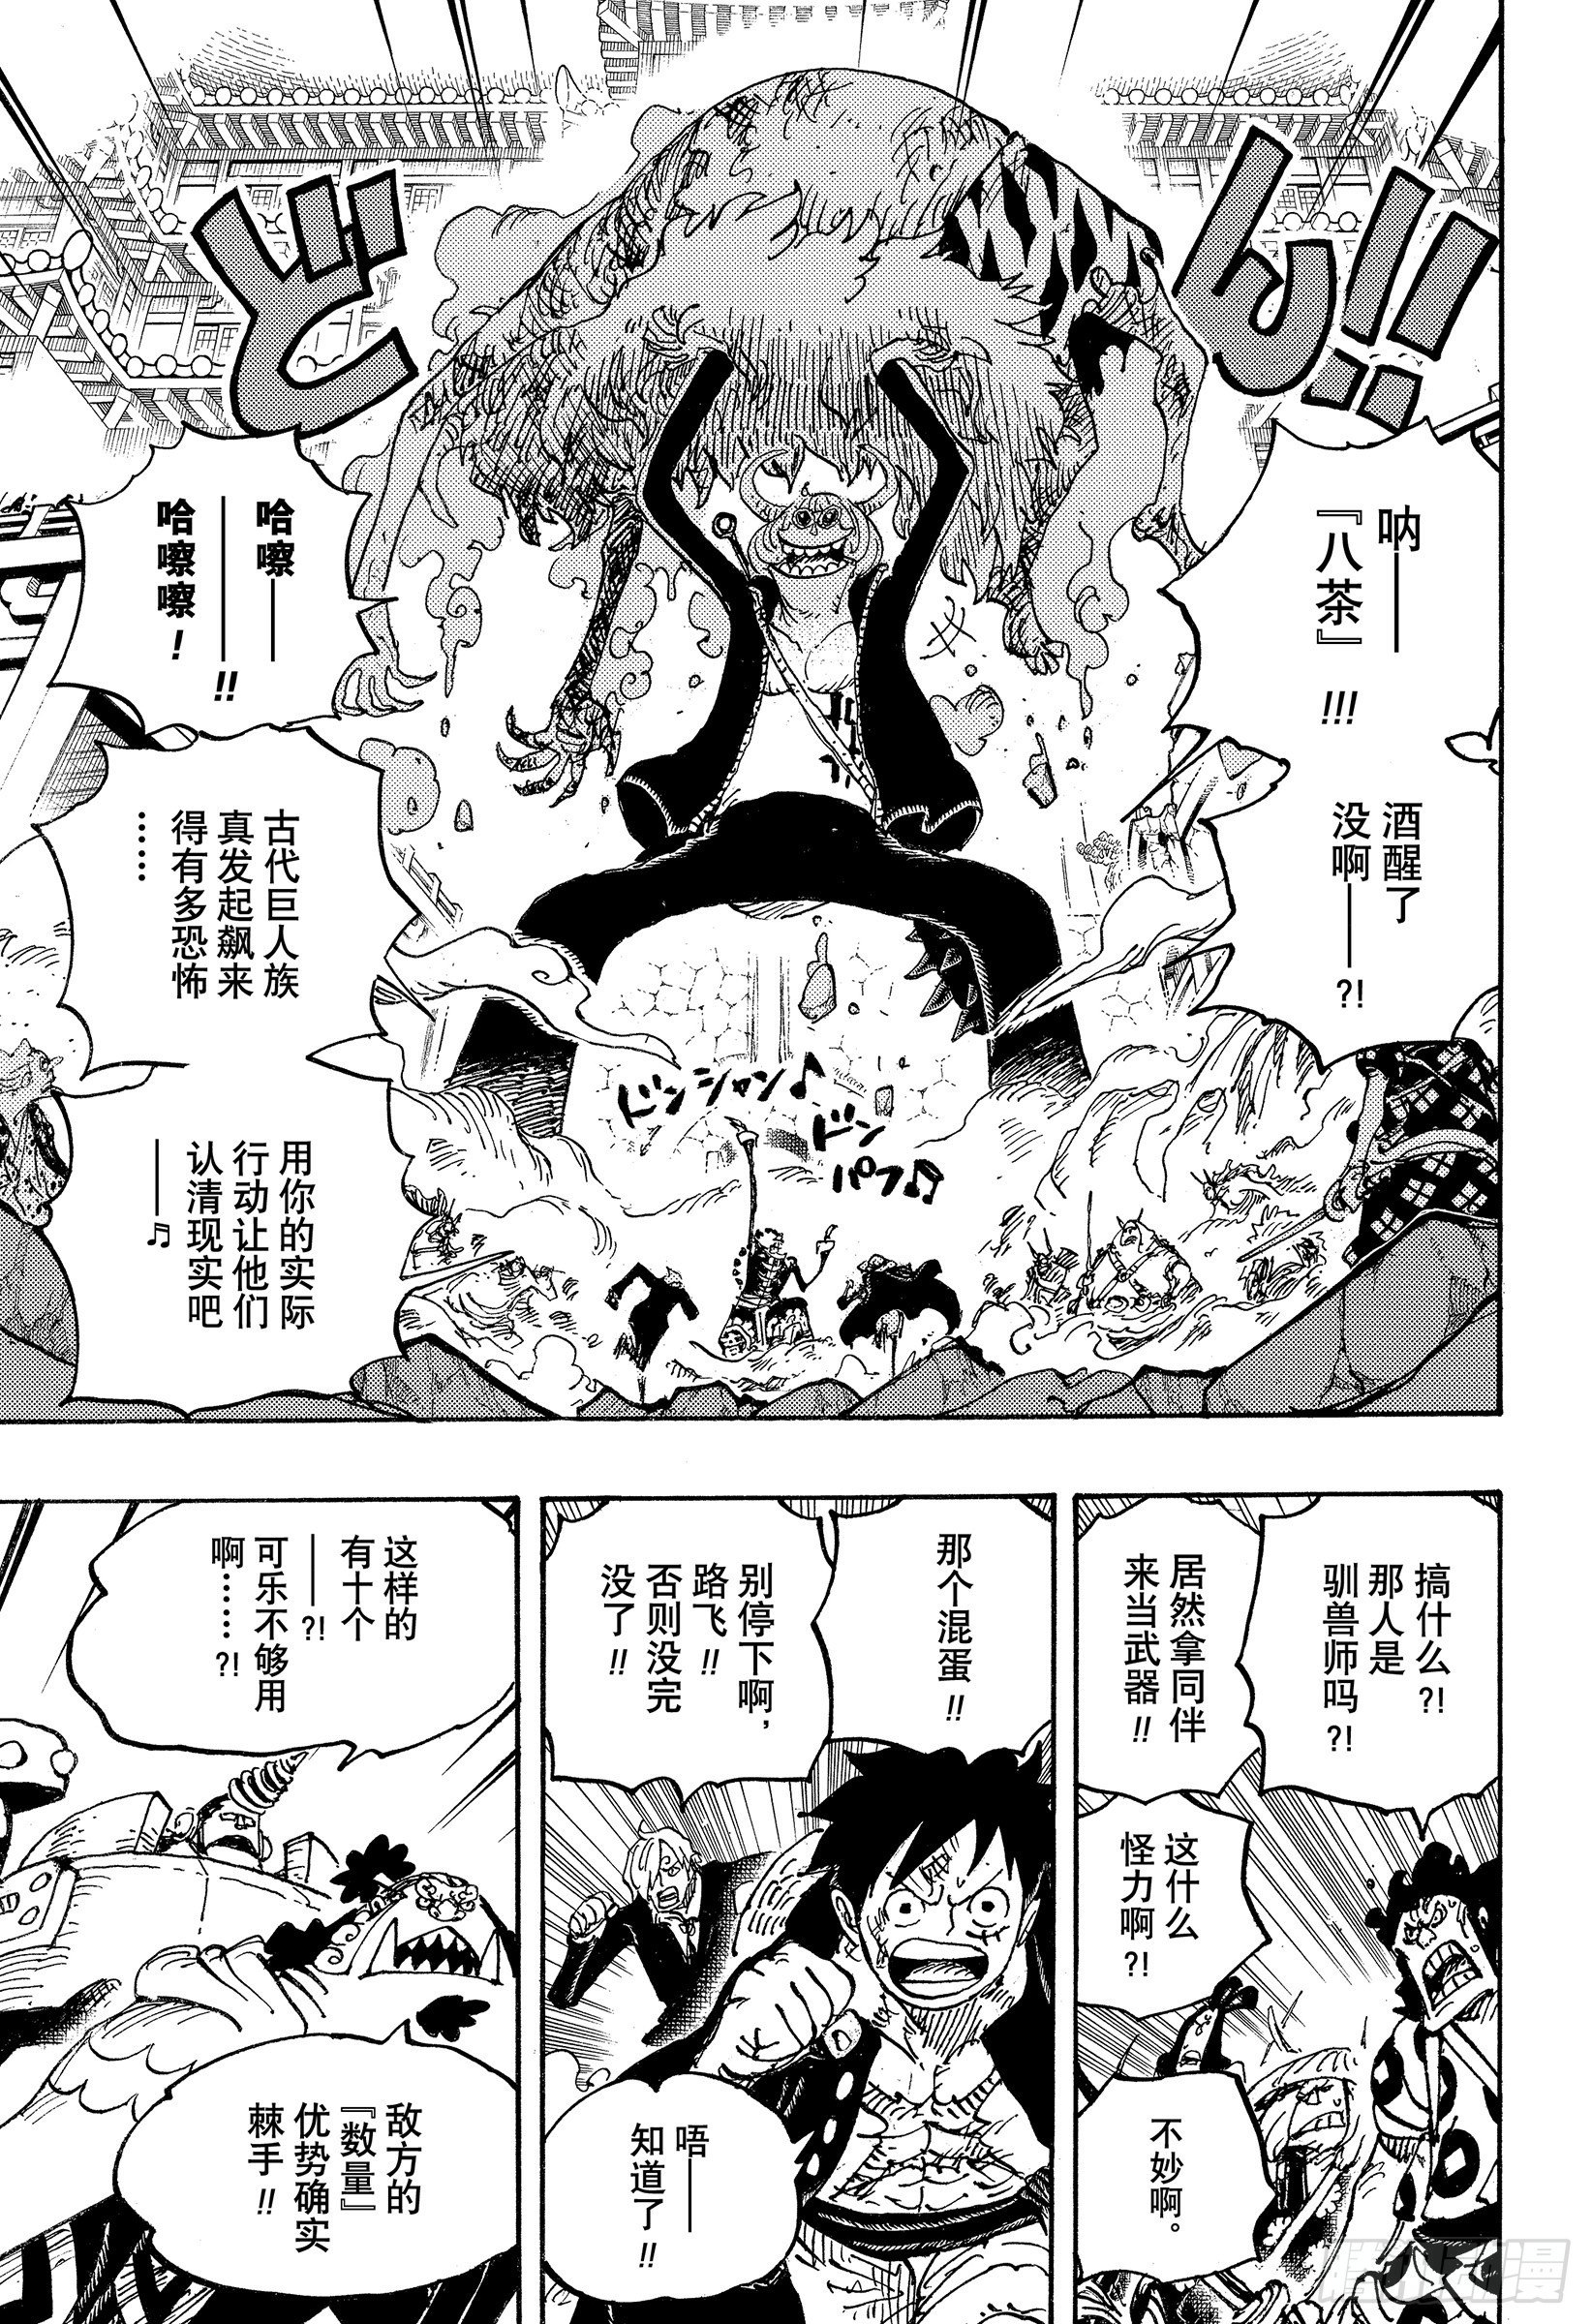 ど
ん!!
呐——
『八茶』!!!
酒醒了
没啊——?!
哈嚓——
——!!
哈嚓嚓!
古代巨人族
真发起飙来
得有多恐怖
……
用你的实际
行动让他们
认清现实吧
——♬
ドンシャン♪
ドン
パフ♬
搞什么?!
那人是
驯兽师吗?!
居然拿同伴
来当武器!!
这什么
怪力啊?!
不妙啊。
那个混蛋!!
别停下啊,
路飞!!
否则没完
没了!!
唔——
知道了!!
这样的
有十个
——?!
可乐不够用
啊……?!
敌方的
『数量』
优势确实
棘手!!
腾讯动漫